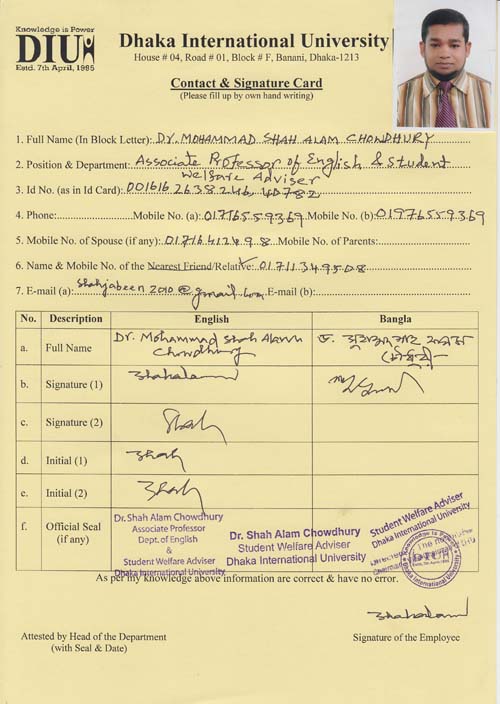 Knowledge is Power
DIU
Estd. 7th April, 1995
Dhaka International University
House # 04, Road # 01, Block # F, Banani, Dhaka-1213
Contact & Signature Card
(Please fill up by own hand writing)
1. Full Name (In Block Letter): Dr. MOHAMMAD SHAH ALAM CHOWDHURY
2. Position & Department: Associate Professor of English & Student
Welfare Adviser
3. Id No. (as in Id Card): 001616 2638246 40782
4. Phone: Mobile No. (a): 01716559369 Mobile No. (b): 01976559369
5. Mobile No. of Spouse (if any): 01716412498 Mobile No. of Parents:
6. Name & Mobile No. of the Nearest Friend/Relative: 01711349508
7. E-mail (a): shahjabeen2010@gmail.com E-mail (b):
No. Description English Bangla
a. Full Name Dr. Mohammad Shah Alam Chowdhury ড. মুহাম্মদ শাহ আলম চৌধুরী
b. Signature (1) Shahalam
c. Signature (2) Shah
d. Initial (1) Shah
e. Initial (2) Shah
f. Official Seal (if any)
Dr. Shah Alam Chowdhury
Associate Professor
Dept. of English
&
Student Welfare Adviser
Dhaka International University
Dr. Shah Alam Chowdhury
Student Welfare Adviser
Dhaka International University
Student Welfare Adviser
Dhaka International University
Knowledge is Power
DIU
Dhaka International University
As per my knowledge above information are correct & have no error.
Shahalam
Attested by Head of the Department
(with Seal & Date)
Signature of the Employee